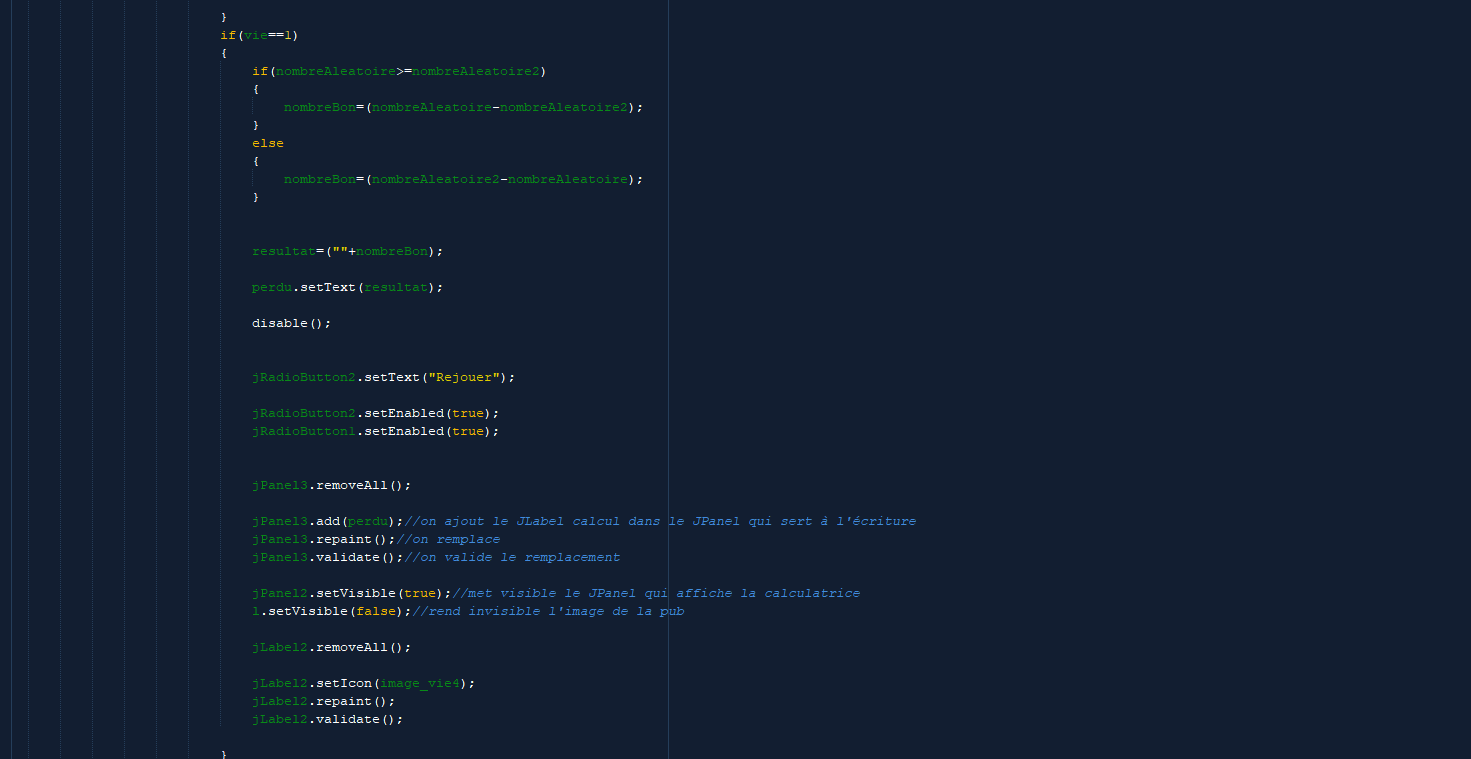 }
if(vie==1)
{
if(nombreAleatoire>=nombreAleatoire2)
{
nombreBon=(nombreAleatoire-nombreAleatoire2);
}
else
{
nombreBon=(nombreAleatoire2-nombreAleatoire);
}
resultat=(""+nombreBon);
perdu.setText(resultat);
disable();
jRadioButton2.setText("Rejouer");
jRadioButton2.setEnabled(true);
jRadioButton1.setEnabled(true);
jPanel3.removeAll();
jPanel3.add(perdu);//on ajout le JLabel calcul dans le JPanel qui sert à l'écriture
jPanel3.repaint();//on remplace
jPanel3.validate();//on valide le remplacement
jPanel2.setVisible(true);//met visible le JPanel qui affiche la calculatrice
l.setVisible(false);//rend invisible l'image de la pub
jLabel2.removeAll();
jLabel2.setIcon(image_vie4);
jLabel2.repaint();
jLabel2.validate();
}